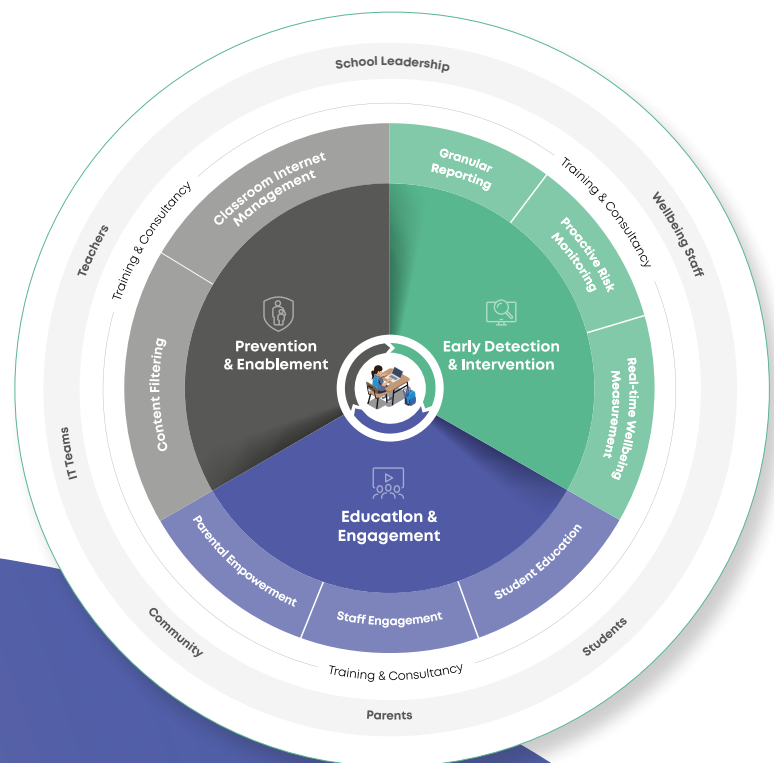 School Leadership
Training & Consultancy
Wellbeing Staff
Teachers
Training & Consultancy
Classroom Internet
Management
Granular
Reporting
Proactive Risk
Monitoring
Real-time Wellbeing
Measurement
Content Filtering
Prevention
& Enablement
Early Detection
& Intervention
Education &
Engagement
Parental Empowerment
Staff Engagement
Student Education
IT Teams
Community
Training & Consultancy
Students
Parents